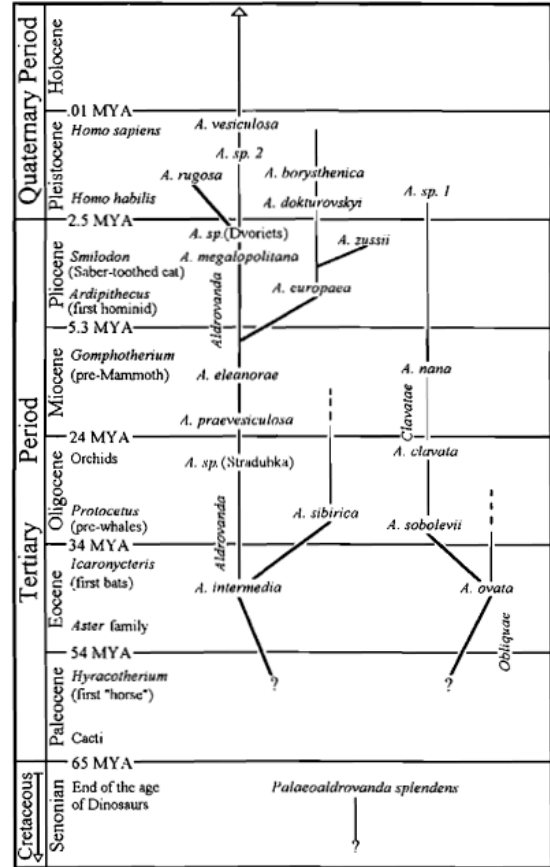 Quaternary Period
Tertiary Period
Cretaceous
Holocene
Pleistocene
Pliocene
Miocene
Oligocene
Eocene
Paleocene
Senonian
.01 MYA
Homo sapiens
A. vesiculosa
A. sp. 2
A. rugosa
A. borysthenica
Homo habilis
A. dokturovskyi
A. sp. 1
2.5 MYA
A. sp. (Dvoriets)
A. zussii
Smilodon
(Saber-toothed cat)
A. megalopolitana
Ardipithecus
(first hominid)
A. europaea
Aldrovanda
5.3 MYA
Gomphotherium
(pre-Mammoth)
A. eleanorae
A. nana
A. praevesiculosa
Clavatae
24 MYA
Orchids
A. sp. (Stradubka)
A. clavata
Protocetus
(pre-whales)
A. sibirica
A. sobolevii
Aldrovanda
34 MYA
Icaronycteris
(first bats)
A. intermedia
A. ovata
Aster family
Obliquae
54 MYA
Hyracotherium
(first "horse")
?
?
Cacti
65 MYA
End of the age
of Dinosaurs
Palaeoaldrovanda splendens
?